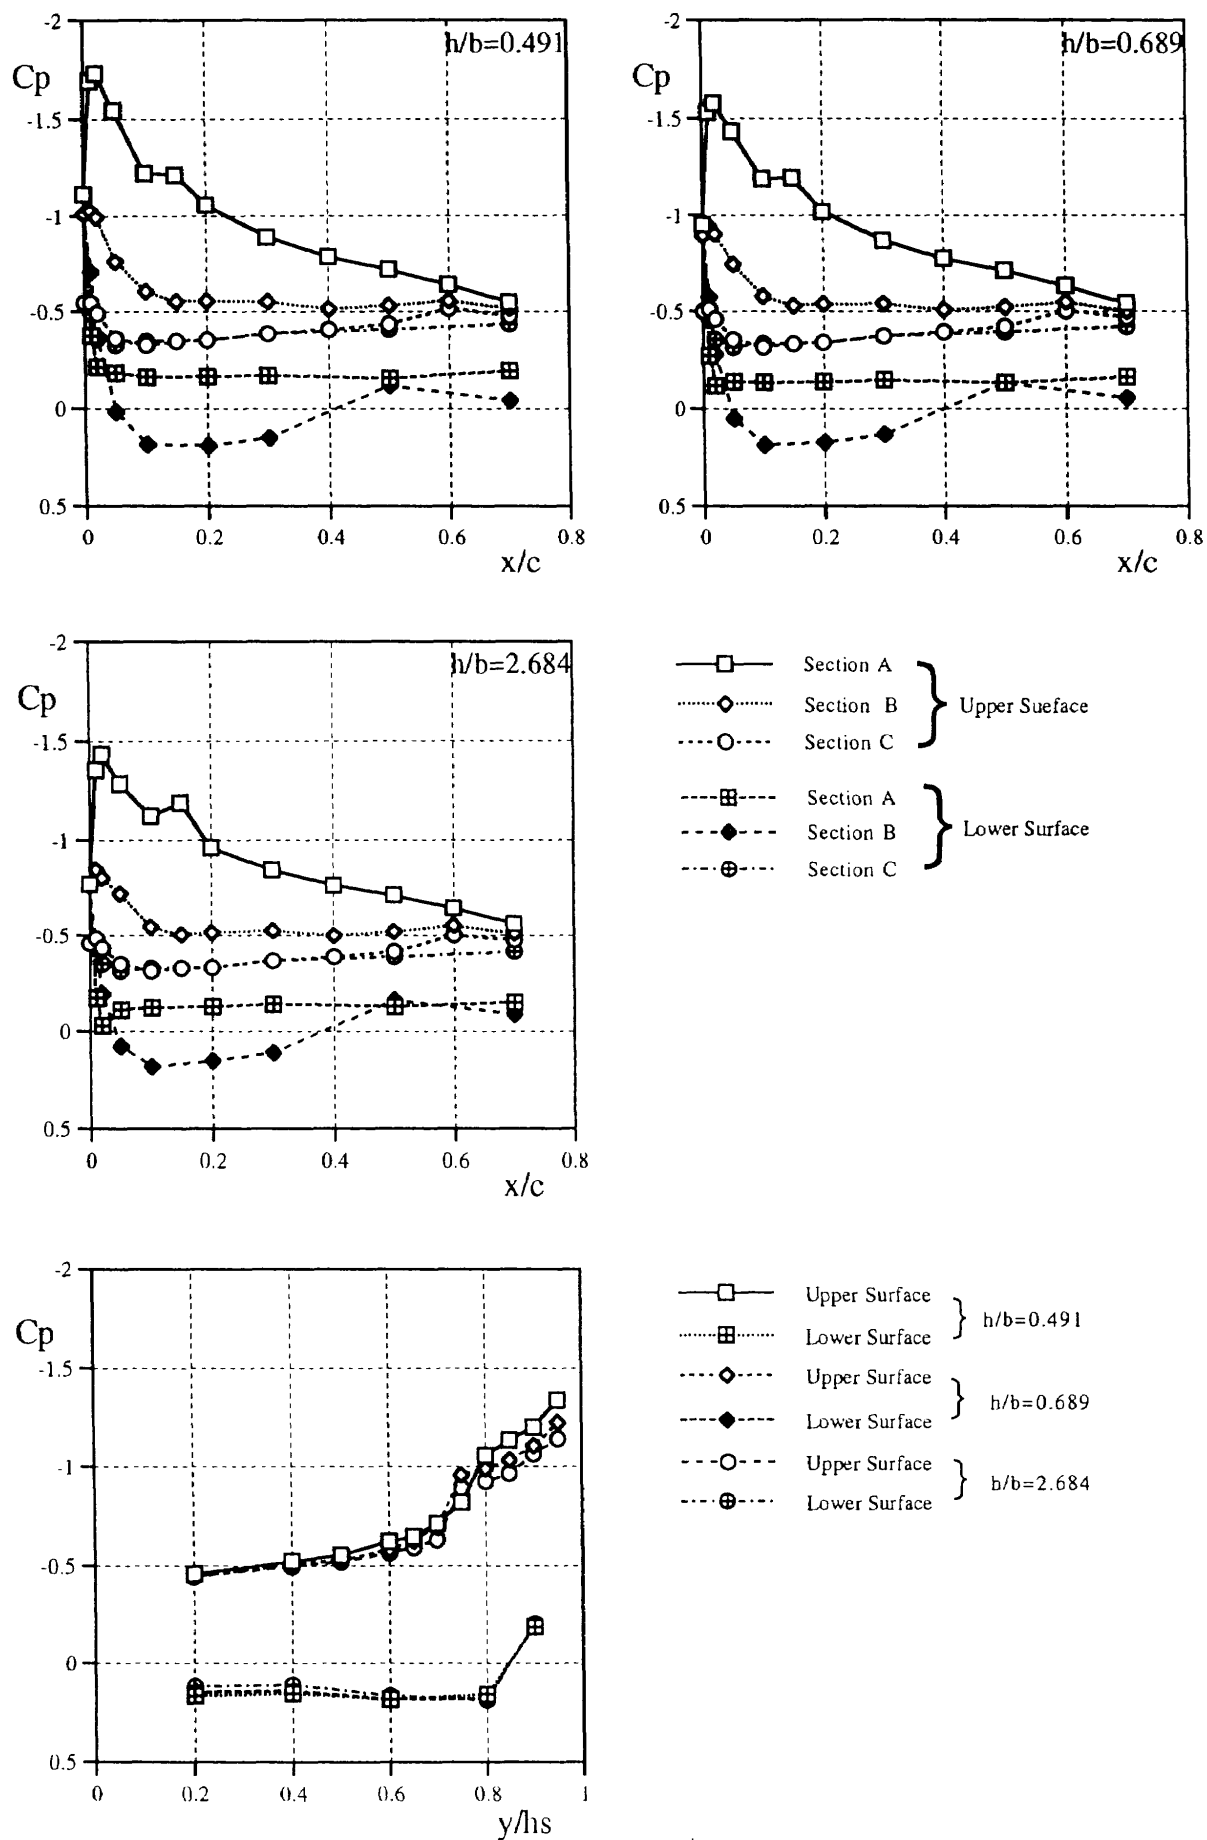 -2
h/b=0.491
Cp
-1.5
-1
-0.5
0
0.5
0
0.2
0.4
0.6
0.8
x/c
-2
h/b=0.689
Cp
-1.5
-1
-0.5
0
0.5
0
0.2
0.4
0.6
0.8
x/c
-2
h/b=2.684
Cp
-1.5
-1
-0.5
0
0.5
0
0.2
0.4
0.6
0.8
x/c
Section A
Section B
Section C
Upper Sueface
Section A
Section B
Section C
Lower Surface
-2
Cp
-1.5
-1
-0.5
0
0.5
0
0.2
0.4
0.6
0.8
1
y/hs
Upper Surface
Lower Surface
h/b=0.491
Upper Surface
Lower Surface
h/b=0.689
Upper Surface
Lower Surface
h/b=2.684